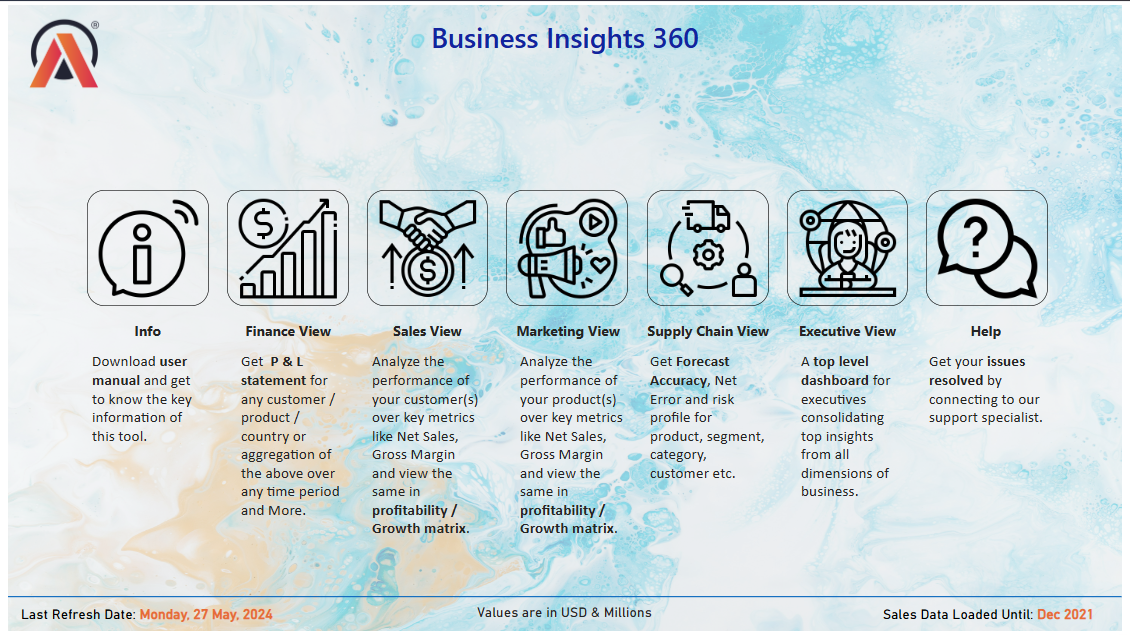 ®
Business Insights 360
Info
Download user
manual and get
to know the key
information of
this tool.
Finance View
Get P & L
statement for
any customer /
product /
country or
aggregation of
the above over
any time period
and More.
Sales View
Analyze the
performance of
your customer(s)
over key metrics
like Net Sales,
Gross Margin
and view the
same in
profitability /
Growth matrix.
Marketing View
Analyze the
performance of
your product(s)
over key metrics
like Net Sales,
Gross Margin
and view the
same in
profitability /
Growth matrix.
Supply Chain View
Get Forecast
Accuracy, Net
Error and risk
profile for
product, segment,
category,
customer etc.
Executive View
A top level
dashboard for
executives
consolidating
top insights
from all
dimensions of
business.
Help
Get your issues
resolved by
connecting to our
support specialist.
Last Refresh Date: Monday, 27 May, 2024
Values are in USD & Millions
Sales Data Loaded Until: Dec 2021